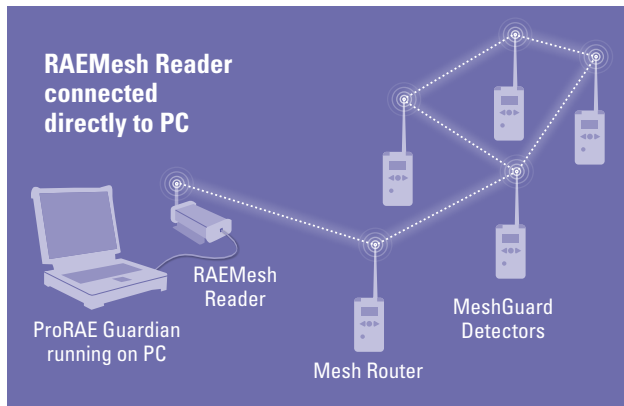 RAEMesh Reader
connected
directly to PC
RAEMesh
Reader
ProRAE Guardian
running on PC
Mesh Router
MeshGuard
Detectors